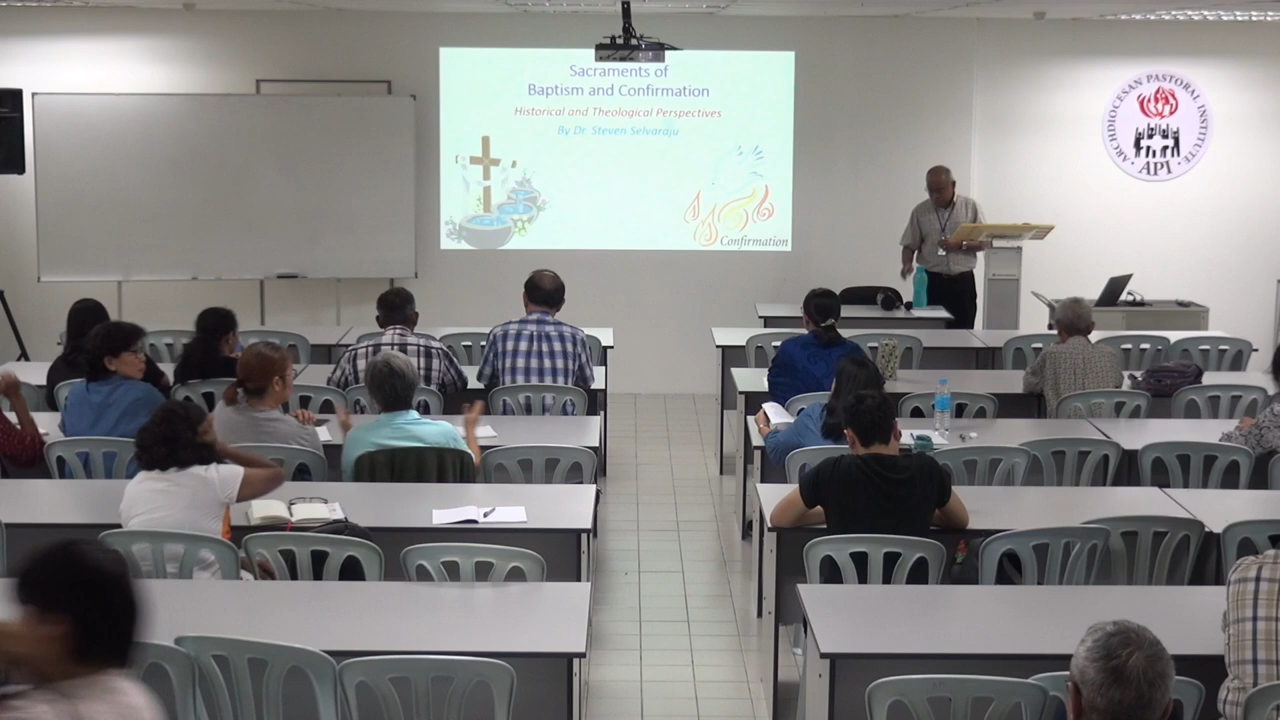 Sacraments of
Baptism and Confirmation
Historical and Theological Perspectives
By Dr. Steven Selvaraju
Confirmation
ARCHDIOCESAN PASTORAL INSTITUTE
API